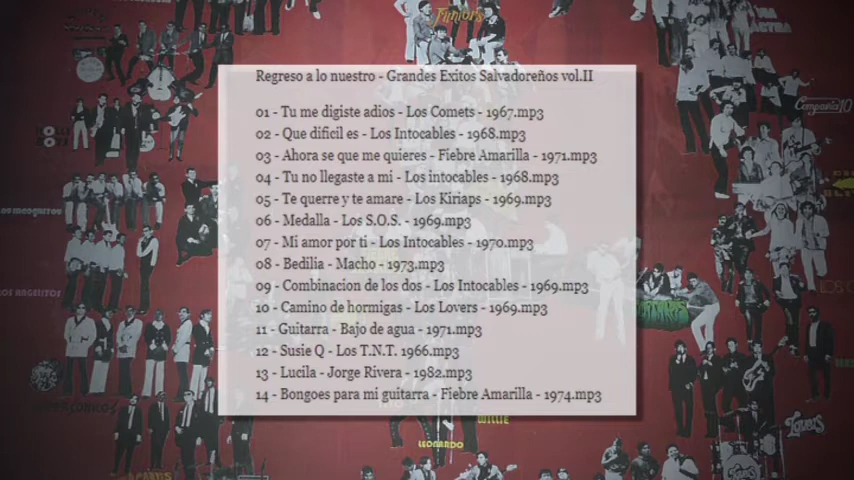 Juniors
Compañia 10
Regreso a lo nuestro - Grandes Exitos Salvadoreños vol.II
01 - Tu me digiste adios - Los Comets - 1967.mp3
02 - Que dificil es - Los Intocables - 1968.mp3
03 - Ahora se que me quieres - Fiebre Amarilla - 1971.mp3
04 - Tu no llegaste a mi - Los intocables - 1968.mp3
05 - Te querre y te amare - Los Kiriaps - 1969.mp3
06 - Medalla - Los S.O.S. - 1969.mp3
07 - Mi amor por ti - Los Intocables - 1970.mp3
08 - Bedilia - Macho - 1973.mp3
09 - Combinacion de los dos - Los Intocables - 1969.mp3
10 - Camino de hormigas - Los Lovers - 1969.mp3
11 - Guitarra - Bajo de agua - 1971.mp3
12 - Susie Q - Los T.N.T. 1966.mp3
13 - Lucila - Jorge Rivera - 1982.mp3
14 - Bongoes para mi guitarra - Fiebre Amarilla - 1974.mp3
WILLIE
LEONARDO
Lovers